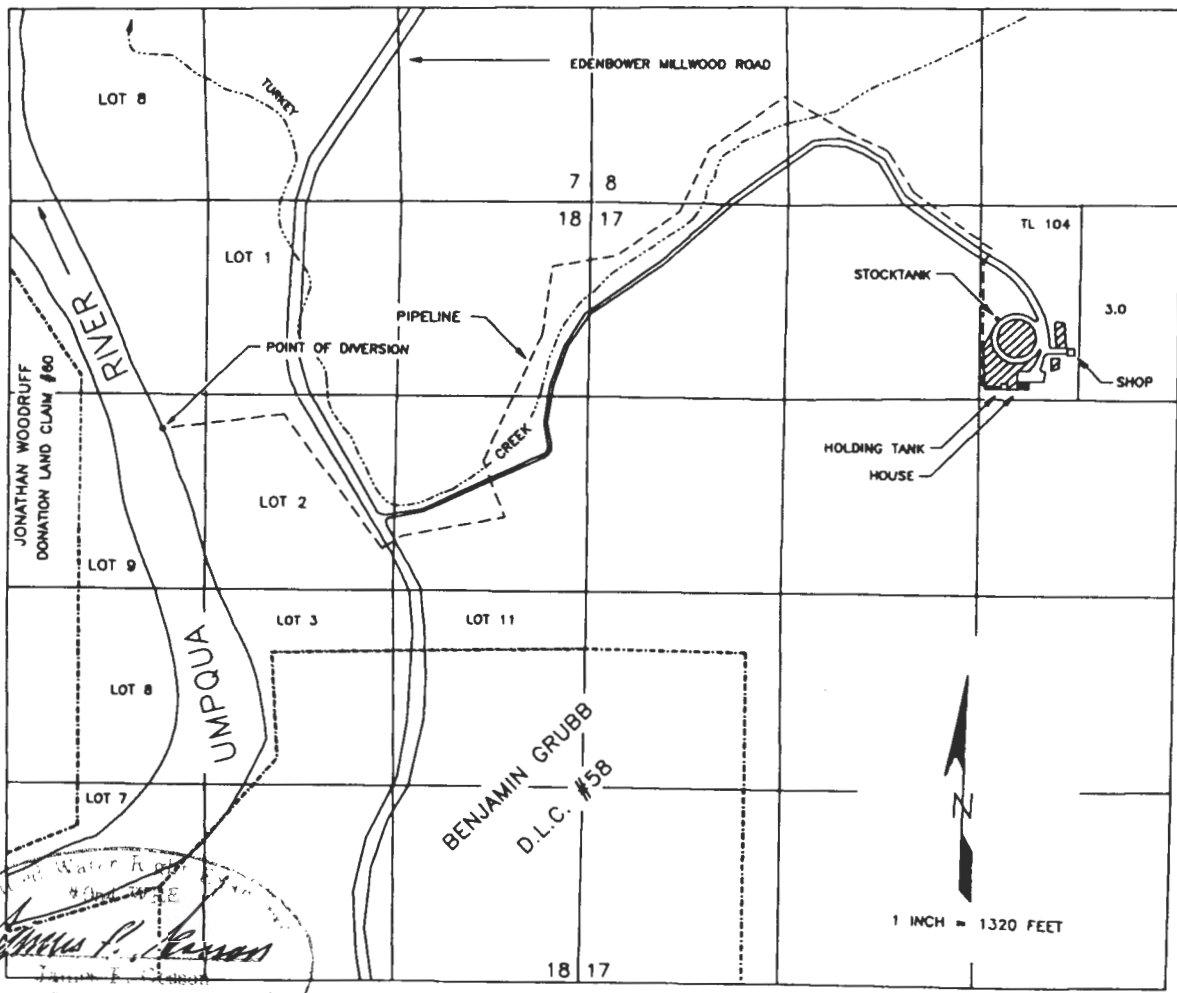 EDENBOWER MILLWOOD ROAD
LOT 8
TURKEY
7 8
18 17
TL 104
LOT 1
STOCKTANK
3.0
PIPELINE
RIVER
POINT OF DIVERSION
SHOP
JONATHAN WOODRUFF
DONATION LAND CLAIM #60
CREEK
HOLDING TANK
HOUSE
LOT 2
LOT 9
LOT 3
LOT 11
UMPQUA
LOT 8
BENJAMIN GRUBB
D.L.C. #58
LOT 7
N
Water
1 INCH = 1320 FEET
18 17